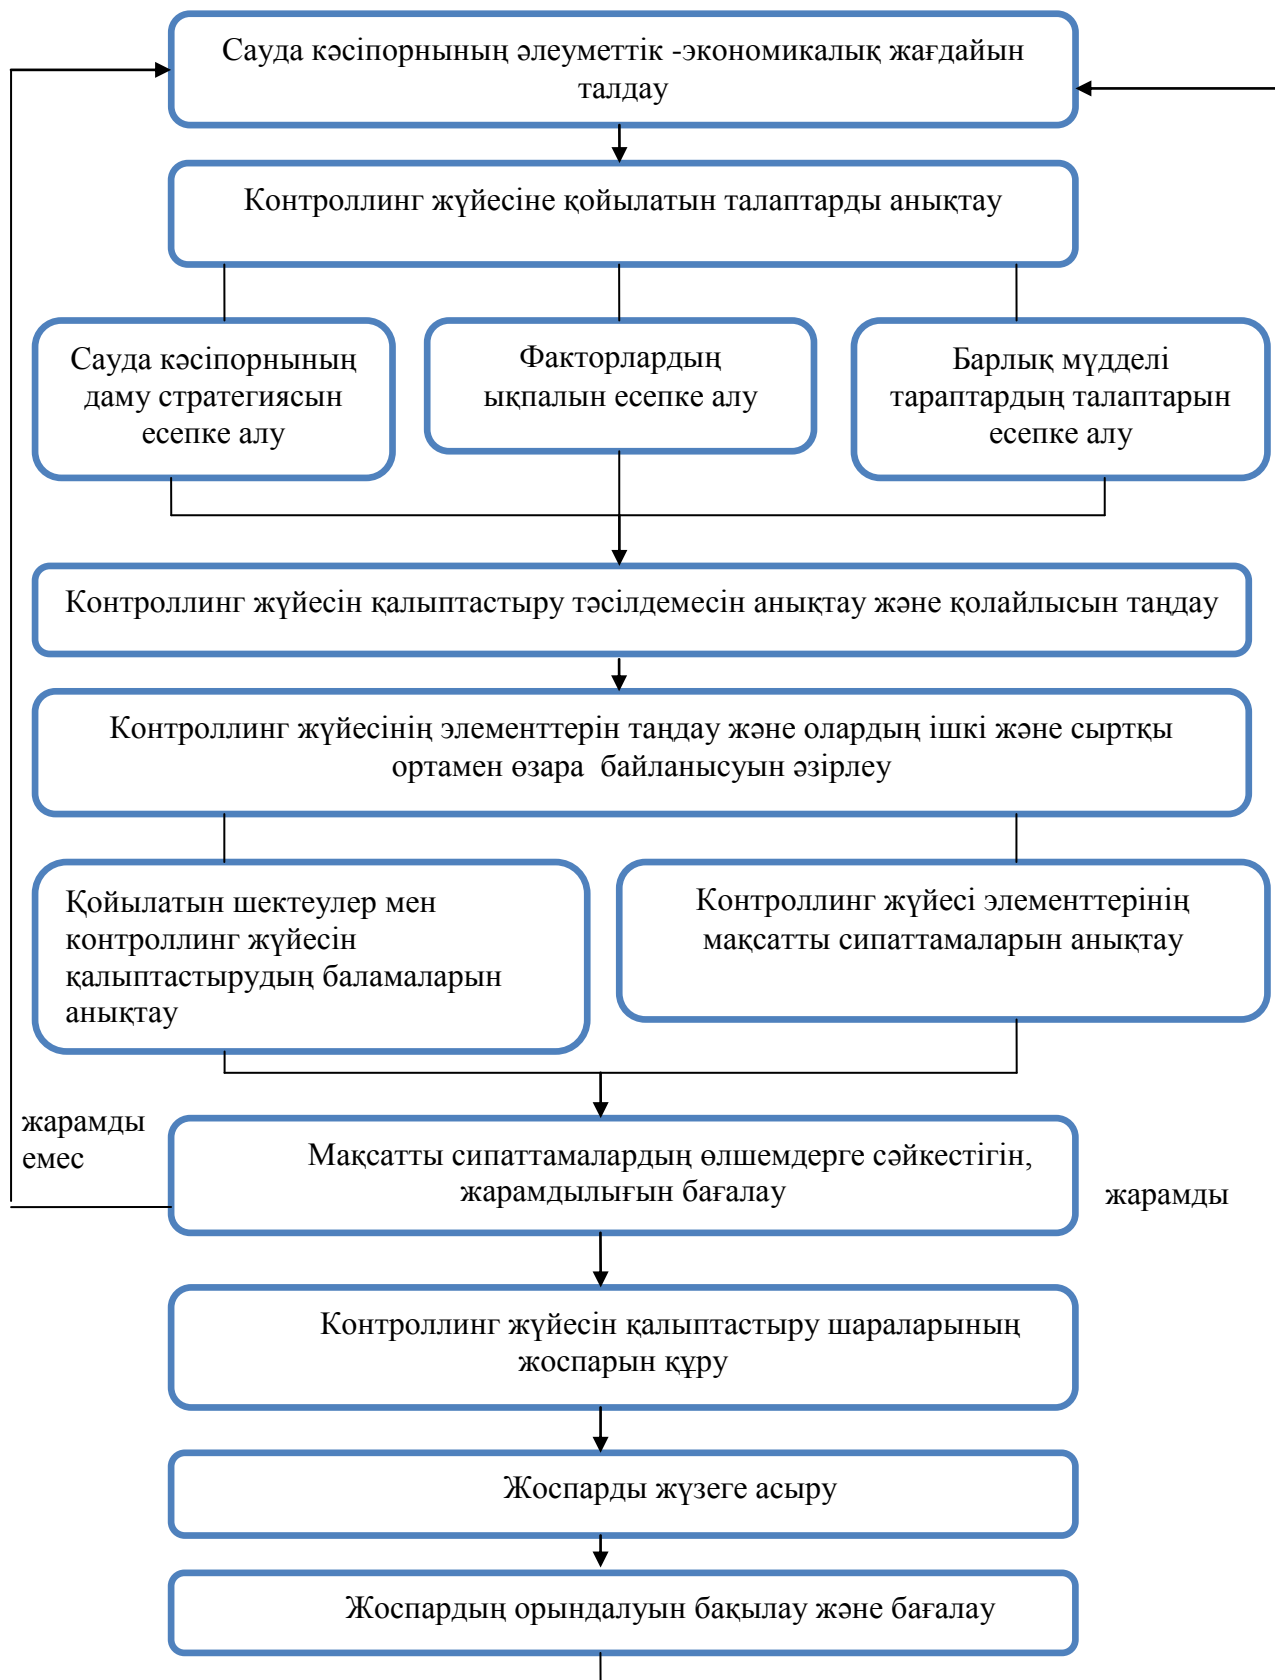 Сауда кәсіпорнының әлеуметтік -экономикалық жағдайын
талдау
Контроллинг жүйесіне қойылатын талаптарды анықтау
Сауда кәсіпорнының
даму стратегиясын
есепке алу
Факторлардың
ықпалын есепке алу
Барлық мүдделі
тараптардың талаптарын
есепке алу
Контроллинг жүйесін қалыптастыру тәсілдемесін анықтау және қолайлысын таңдау
Контроллинг жүйесінің элементтерін таңдау және олардың ішкі және сыртқы
ортамен өзара байланысуын әзірлеу
Қойылатын шектеулер мен
контроллинг жүйесін
қалыптастырудың баламаларын
анықтау
Контроллинг жүйесі элементтерінің
мақсатты сипаттамаларын анықтау
жарамды
емес
Мақсатты сипаттамалардың өлшемдерге сәйкестігін,
жарамдылығын бағалау
жарамды
Контроллинг жүйесін қалыптастыру шараларының
жоспарын құру
Жоспарды жүзеге асыру
Жоспардың орындалуын бақылау және бағалау